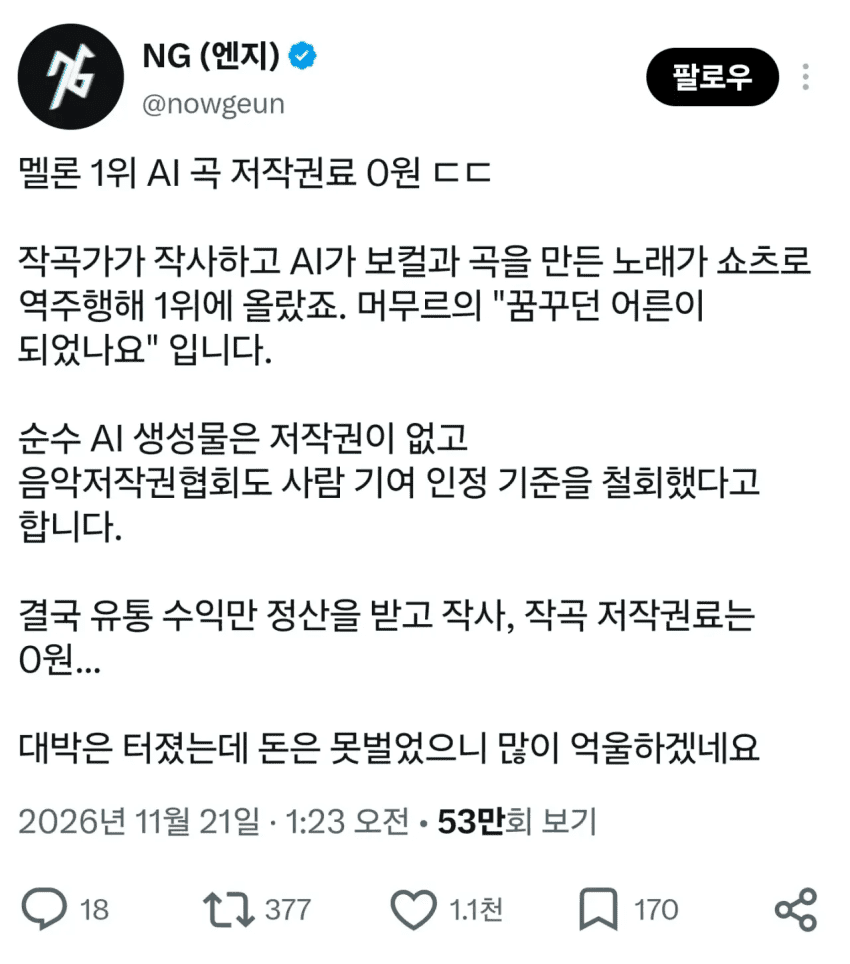 NG (엔지)
@nowgeun
팔로우
멜론 1위 AI 곡 저작권료 0원 ㄷㄷ
작곡가가 작사하고 AI가 보컬과 곡을 만든 노래가 쇼츠로
역주행해 1위에 올랐죠. 머무르의 "꿈꾸던 어른이
되었나요" 입니다.
순수 AI 생성물은 저작권이 없고
음악저작권협회도 사람 기여 인정 기준을 철회했다고
합니다.
결국 유통 수익만 정산을 받고 작사, 작곡 저작권료는
0원...
대박은 터졌는데 돈은 못벌었으니 많이 억울하겠네요
2026년 11월 21일 · 1:23 오전 · 53만회 보기
18 377 1.1천 170